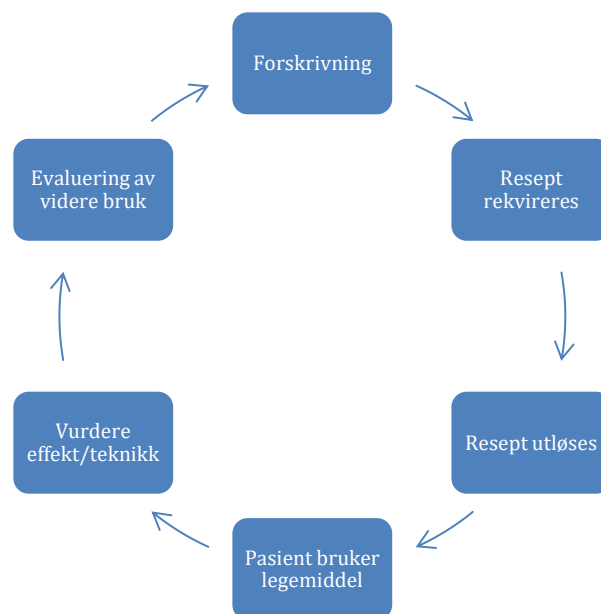 Forskrivning
Resept
rekvireres
Resept utløses
Pasient bruker
legemiddel
Vurdere
effekt/teknikk
Evaluering av
videre bruk